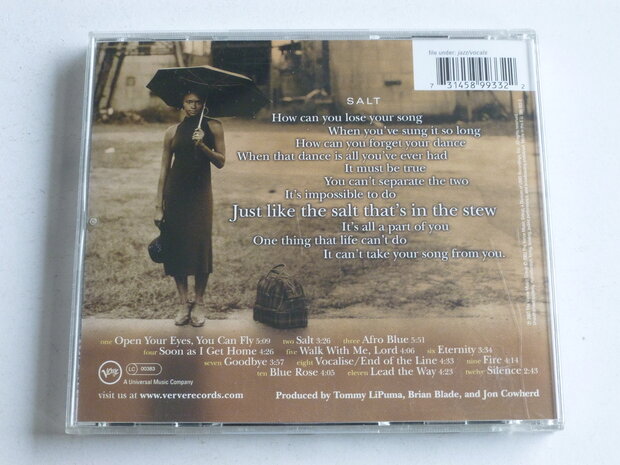 file under: jazz/vocals
7 31458 99332 2
SALT
How can you lose your song
When you've sung it so long
How can you forget your dance
When that dance is all you've ever had
It must be true
You can't separate the two
It's impossible to do
Just like the salt that's in the stew
It's all a part of you
One thing that life can't do
It can't take your song from you.
one Open Your Eyes, You Can Fly 5:09 two Salt 3:26 three Afro Blue 5:51
four Soon as I Get Home 4:26 five Walk With Me, Lord 4:06 six Eternity 3:34
seven Goodbye 3:57 eight Vocalise/ End of the Line 4:33 nine Fire 4:14
ten Blue Rose 4:05 eleven Lead the Way 4:23 twelve Silence 2:43
Verve LC 00383
A Universal Music Company
visit us at www.ververecords.com Produced by Tommy LiPuma, Brian Blade, and Jon Cowherd